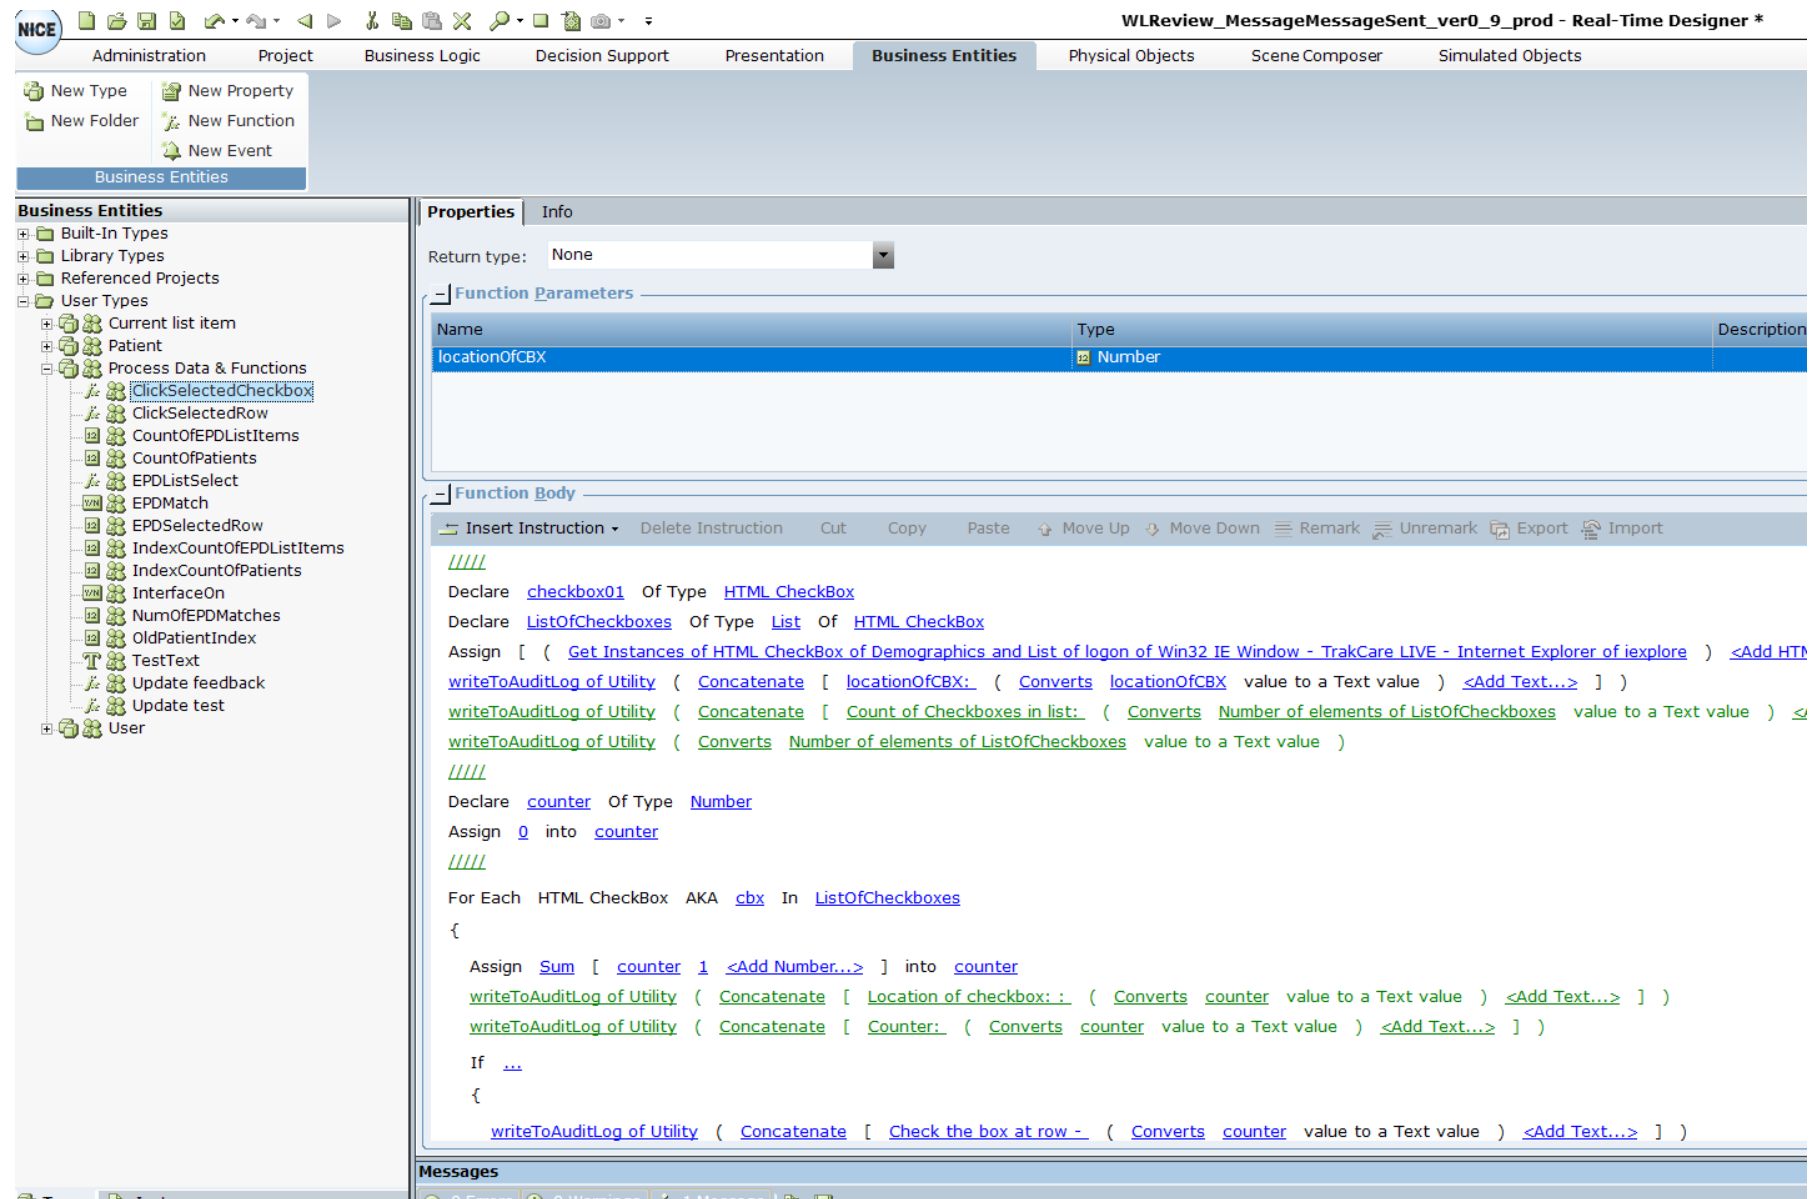 NICE
WLReview_MessageMessageSent_ver0_9_prod - Real-Time Designer *
Administration Project Business Logic Decision Support Presentation Business Entities Physical Objects Scene Composer Simulated Objects
New Type New Property
New Folder New Function
New Event
Business Entities
Business Entities
Built-In Types
Library Types
Referenced Projects
User Types
Current list item
Patient
Process Data & Functions
ClickSelectedCheckbox
ClickSelectedRow
CountOfEPDListItems
CountOfPatients
EPDListSelect
EPDMatch
EPDSelectedRow
IndexCountOfEPDListItems
IndexCountOfPatients
InterfaceOn
NumOfEPDMatches
OldPatientIndex
TestText
Update feedback
Update test
User
Properties Info
Return type: None
Function Parameters
Name Type Description
locationOfCBX Number
Function Body
Insert Instruction Delete Instruction Cut Copy Paste Move Up Move Down Remark Unremark Export Import
/////
Declare checkbox01 Of Type HTML CheckBox
Declare ListOfCheckboxes Of Type List Of HTML CheckBox
Assign [ ( Get Instances of HTML CheckBox of Demographics and List of logon of Win32 IE Window - TrakCare LIVE - Internet Explorer of iexplore ) <Add HTM
writeToAuditLog of Utility ( Concatenate [ locationOfCBX: ( Converts locationOfCBX value to a Text value ) <Add Text...> ] )
writeToAuditLog of Utility ( Concatenate [ Count of Checkboxes in list: ( Converts Number of elements of ListOfCheckboxes value to a Text value ) <A
writeToAuditLog of Utility ( Converts Number of elements of ListOfCheckboxes value to a Text value )
/////
Declare counter Of Type Number
Assign 0 into counter
/////
For Each HTML CheckBox AKA cbx In ListOfCheckboxes
{
Assign Sum [ counter 1 <Add Number...> ] into counter
writeToAuditLog of Utility ( Concatenate [ Location of checkbox: : ( Converts counter value to a Text value ) <Add Text...> ] )
writeToAuditLog of Utility ( Concatenate [ Counter: ( Converts counter value to a Text value ) <Add Text...> ] )
If ...
{
writeToAuditLog of Utility ( Concatenate [ Check the box at row - ( Converts counter value to a Text value ) <Add Text...> ] )
Messages